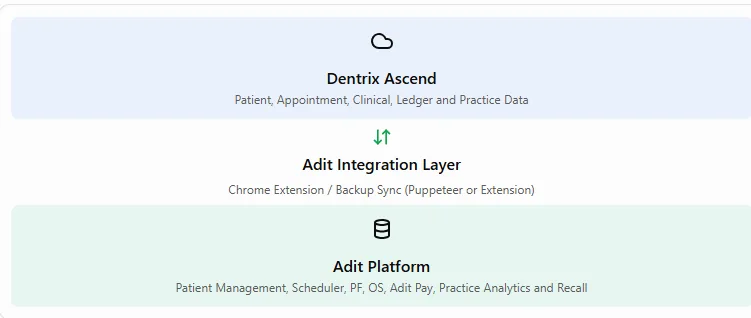 Dentrix Ascend
Patient, Appointment, Clinical, Ledger and Practice Data
Adit Integration Layer
Chrome Extension / Backup Sync (Puppeteer or Extension)
Adit Platform
Patient Management, Scheduler, PF, OS, Adit Pay, Practice Analytics and Recall